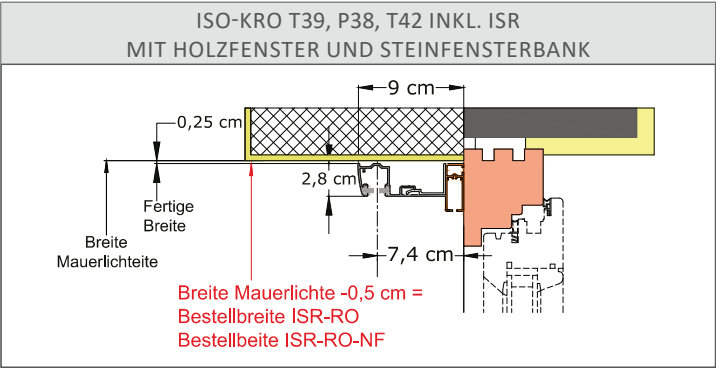 ISO-KRO T39, P38, T42 INKL. ISR
MIT HOLZFENSTER UND STEINFENSTERBANK
9 cm
0,25 cm
2,8 cm
Fertige
Breite
Breite
Mauerlichteite
7,4 cm
Breite Mauerlichte -0,5 cm =
Bestellbreite ISR-RO
Bestellbeite ISR-RO-NF